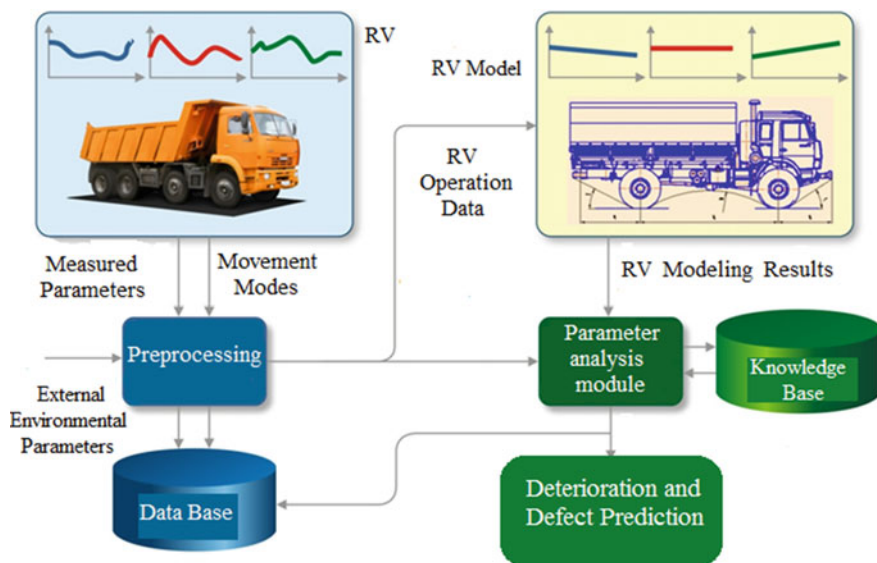 RV
RV Model
RV
Operation
Data
Measured
Parameters
Movement
Modes
RV Modeling Results
Preprocessing
Parameter
analysis
module
Knowledge
Base
External
Environmental
Parameters
Data Base
Deterioration and
Defect Prediction